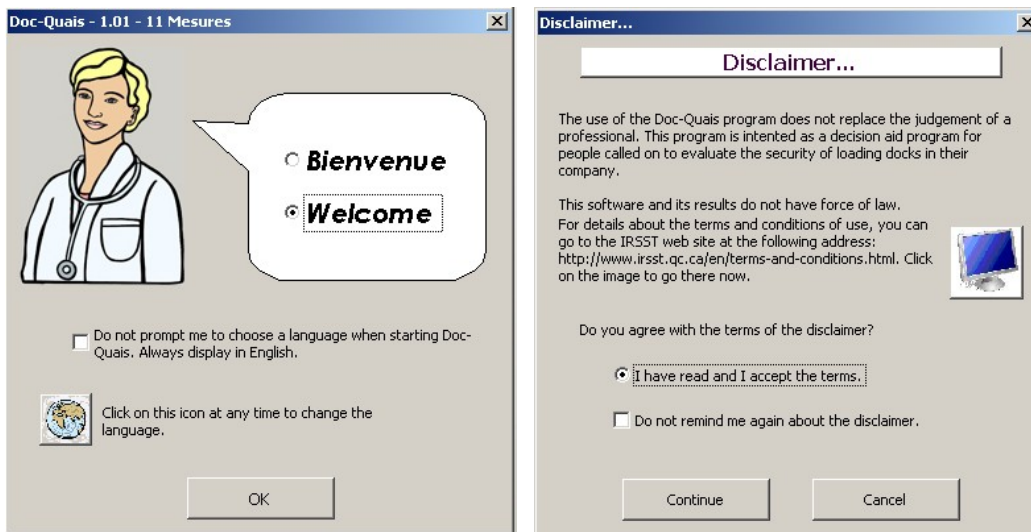 Doc-Quais - 1.01 - 11 Mesures
Bienvenue
Welcome
Do not prompt me to choose a language when starting Doc-
Quais. Always display in English.
Click on this icon at any time to change the
language.
OK
Disclaimer...
Disclaimer...
The use of the Doc-Quais program does not replace the judgement of a
professional. This program is intented as a decision aid program for
people called on to evaluate the security of loading docks in their
company.
This software and its results do not have force of law.
For details about the terms and conditions of use, you can
go to the IRSST web site at the following address:
http://www.irsst.qc.ca/en/terms-and-conditions.html. Click
on the image to go there now.
Do you agree with the terms of the disclaimer?
I have read and I accept the terms.
Do not remind me again about the disclaimer.
Continue
Cancel